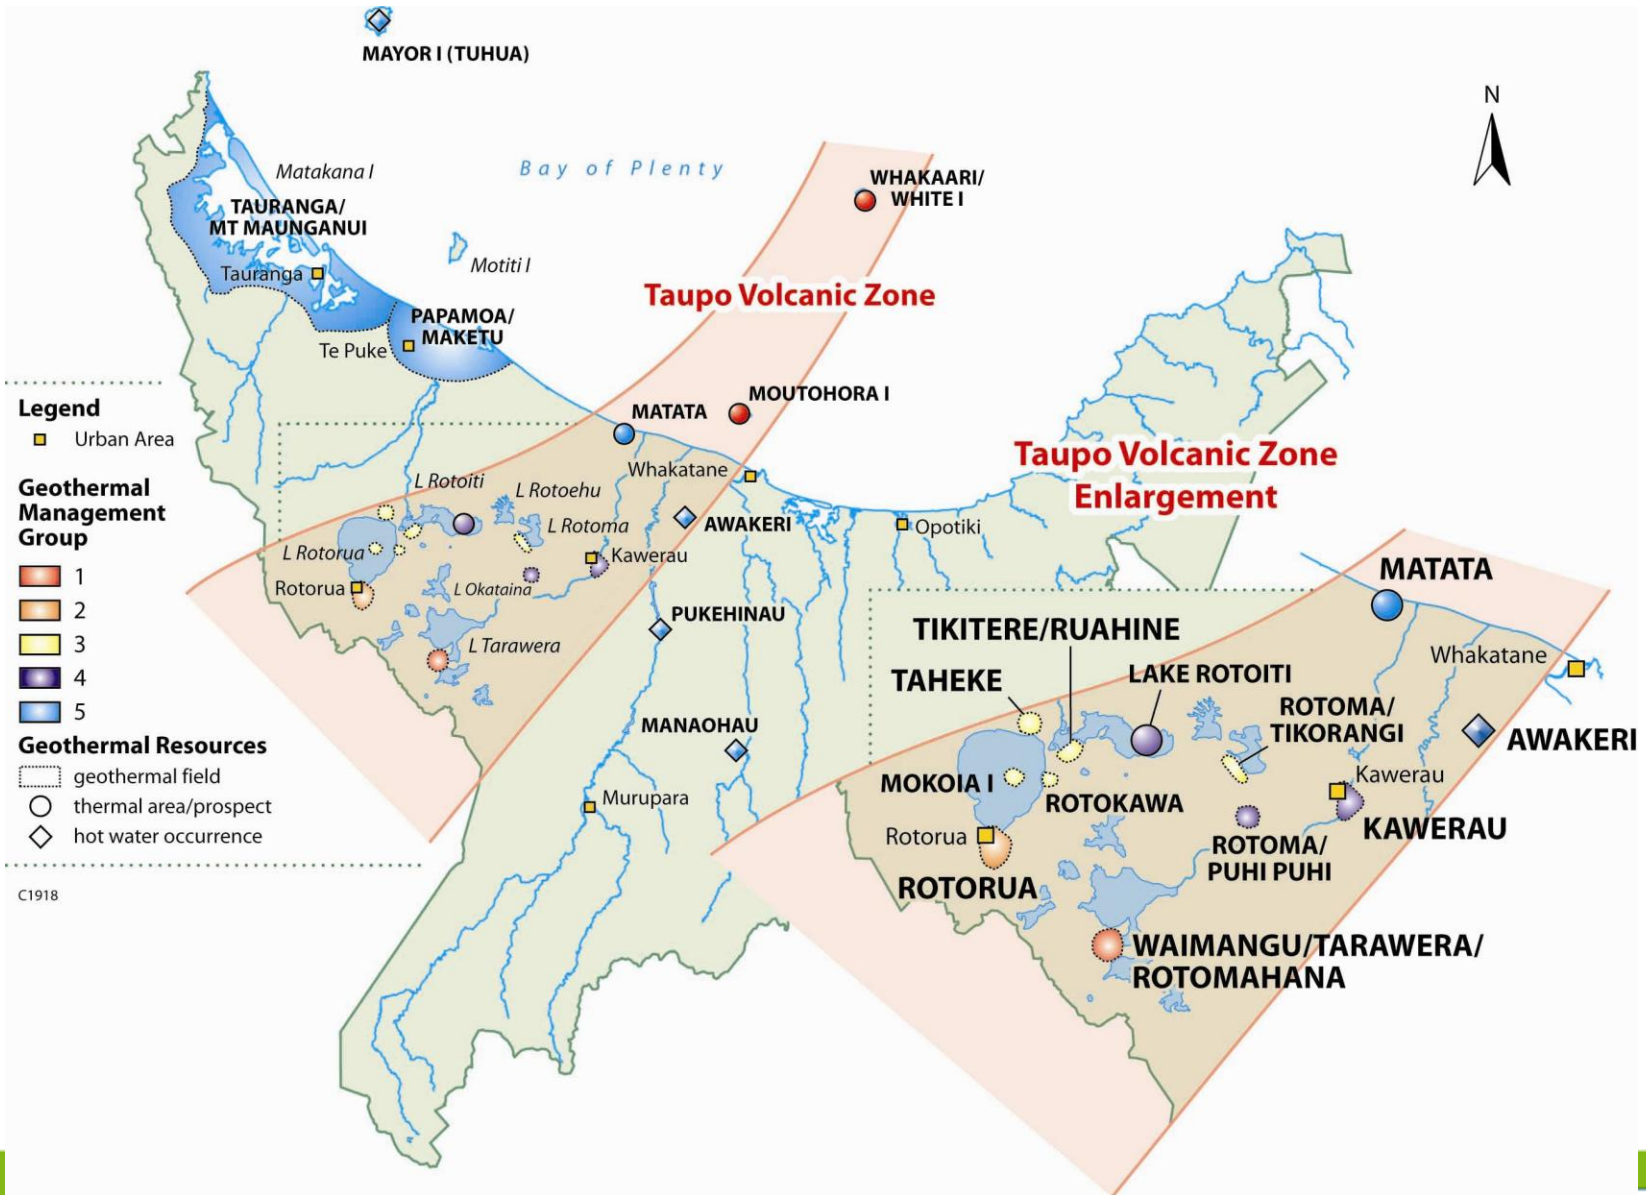 MAYOR I (TUHUA)
N
Matakana I
Bay of Plenty
WHAKAARI/
WHITE I
TAURANGA/
MT MAUNGANUI
Tauranga
Motiti I
Taupo Volcanic Zone
PAPAMOA/
MAKETU
Te Puke
MOUTOHORA I
MATATA
Legend
Urban Area
Geothermal
Management
Group
1
2
3
4
5
Geothermal Resources
geothermal field
thermal area/prospect
hot water occurrence
C1918
Whakatane
L Rotoiti
L Rotoehu
L Rotoma
AWAKERI
Opotiki
L Rotorua
Kawerau
Rotorua
L Okataina
PUKEHINAU
L Tarawera
MANAOHAU
Murupara
Taupo Volcanic Zone
Enlargement
MATATA
TIKITERE/RUAHINE
Whakatane
TAHEKE
LAKE ROTOITI
ROTOMA/
TIKORANGI
AWAKERI
MOKOIA I
Kawerau
ROTOKAWA
KAWERAU
Rotorua
ROTOMA/
PUHI PUHI
ROTORUA
WAIMANGU/TARAWERA/
ROTOMAHANA